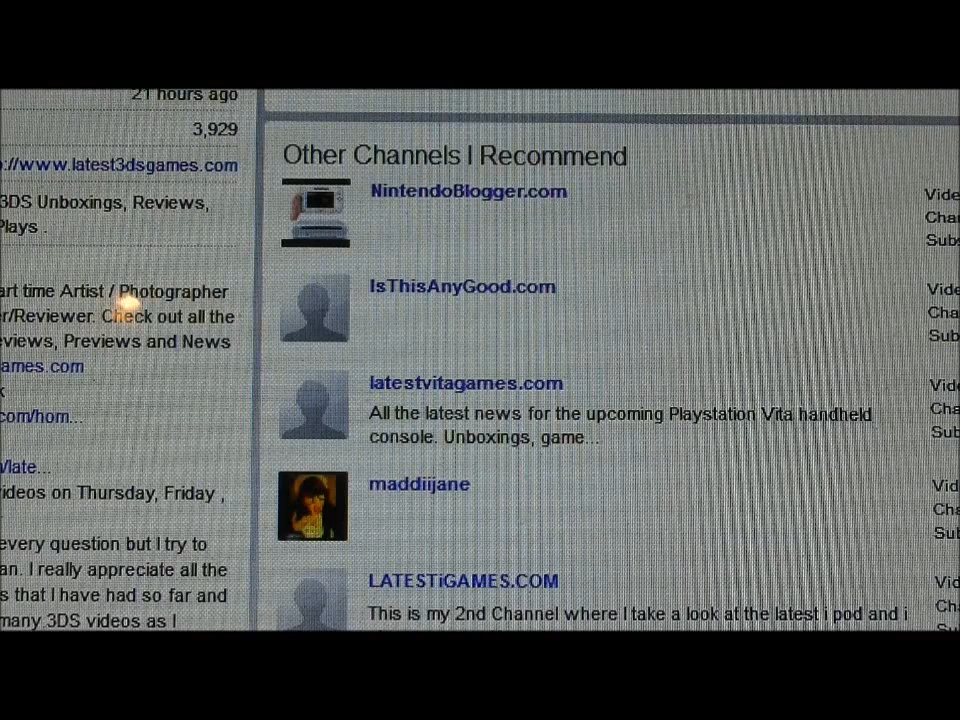 21 hours ago
3,929
://www.latest3dsgames.com
3DS Unboxings, Reviews,
Plays .
art time Artist / Photographer
r/Reviewer. Check out all the
eviews, Previews and News
ames.com
k
com/hom...
/late...
ideos on Thursday, Friday ,
every question but I try to
an. I really appreciate all the
s that I have had so far and
many 3DS videos as I
Other Channels I Recommend
NintendoBlogger.com
Vide
Cha
Subs
IsThisAnyGood.com
Vide
Cha
Sub
latestvitagames.com
All the latest news for the upcoming Playstation Vita handheld
console. Unboxings, game...
Vid
Cha
Sub
maddiijane
Vid
Cha
Sub
LATESTiGAMES.COM
This is my 2nd Channel where I take a look at the latest i pod and i
Vid
Ch
Su